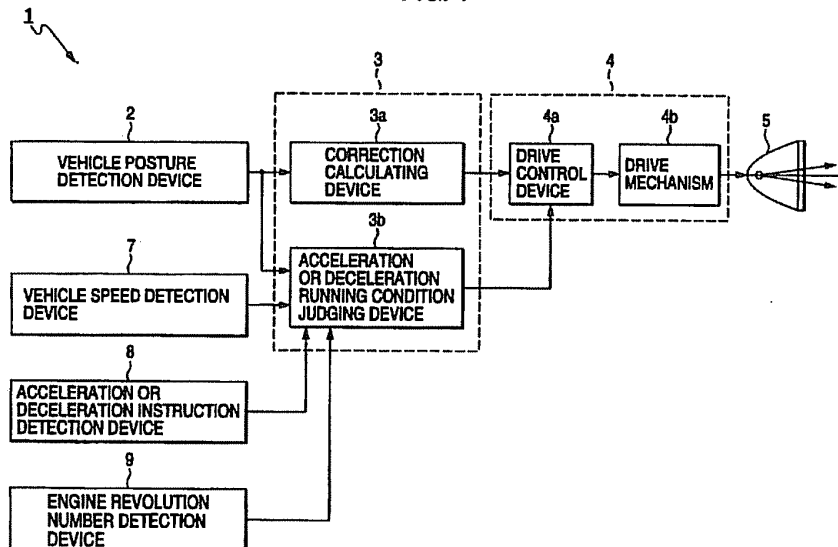 1
2
VEHICLE POSTURE
DETECTION DEVICE
3
3a
CORRECTION
CALCULATING
DEVICE
3b
ACCELERATION
OR DECELERATION
RUNNING CONDITION
JUDGING DEVICE
4
4a
DRIVE
CONTROL
DEVICE
4b
DRIVE
MECHANISM
5
7
VEHICLE SPEED DETECTION
DEVICE
8
ACCELERATION OR
DECELERATION INSTRUCTION
DETECTION DEVICE
9
ENGINE REVOLUTION
NUMBER DETECTION
DEVICE